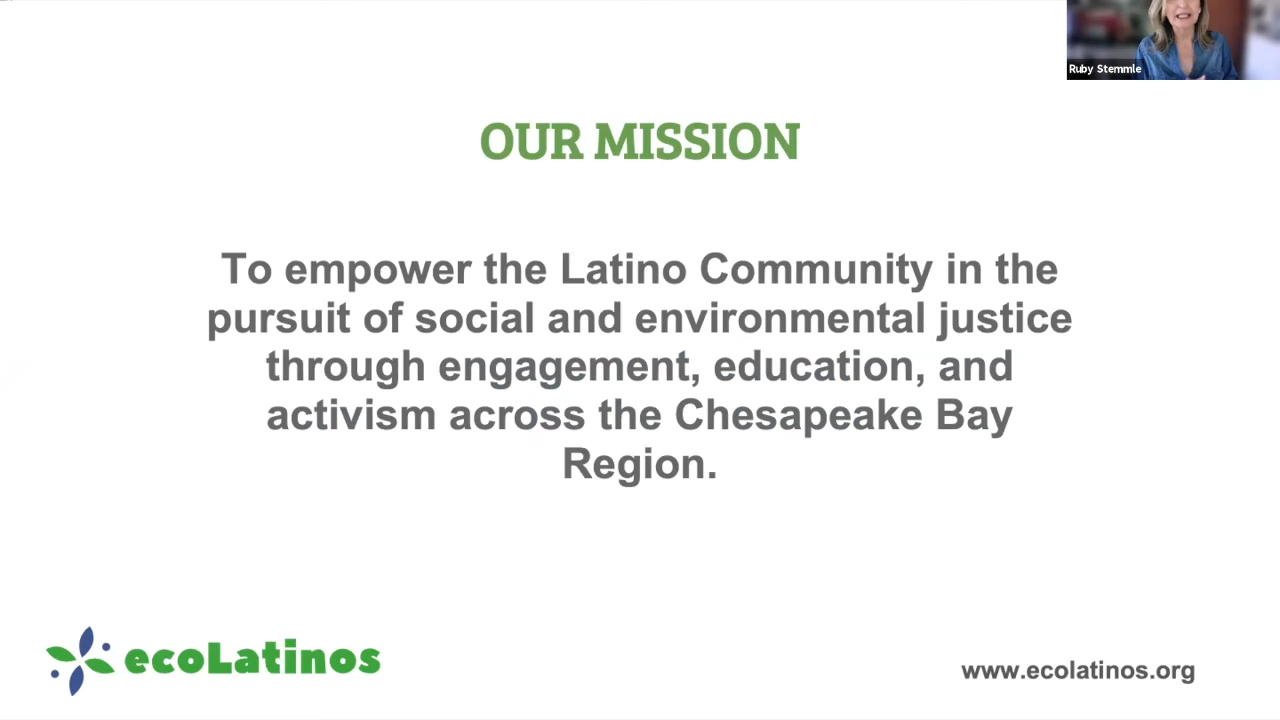 Ruby Stemmle
OUR MISSION
To empower the Latino Community in the
pursuit of social and environmental justice
through engagement, education, and
activism across the Chesapeake Bay
Region.
ecoLatinos
www.ecolatinos.org